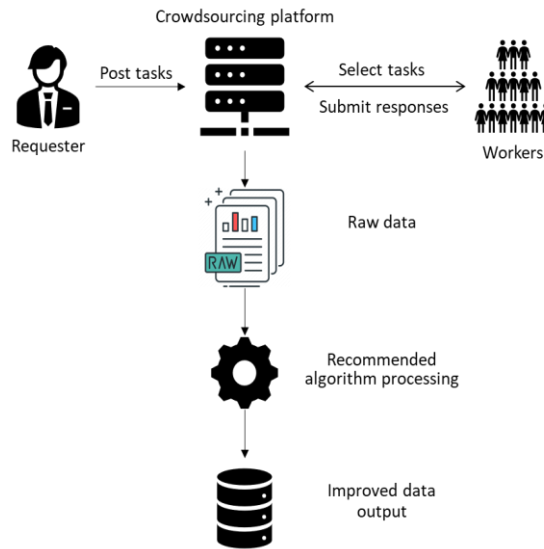 Crowdsourcing platform
Post tasks
Select tasks
Submit responses
Requester
Workers
Raw data
RAW
Recommended
algorithm processing
Improved data
output